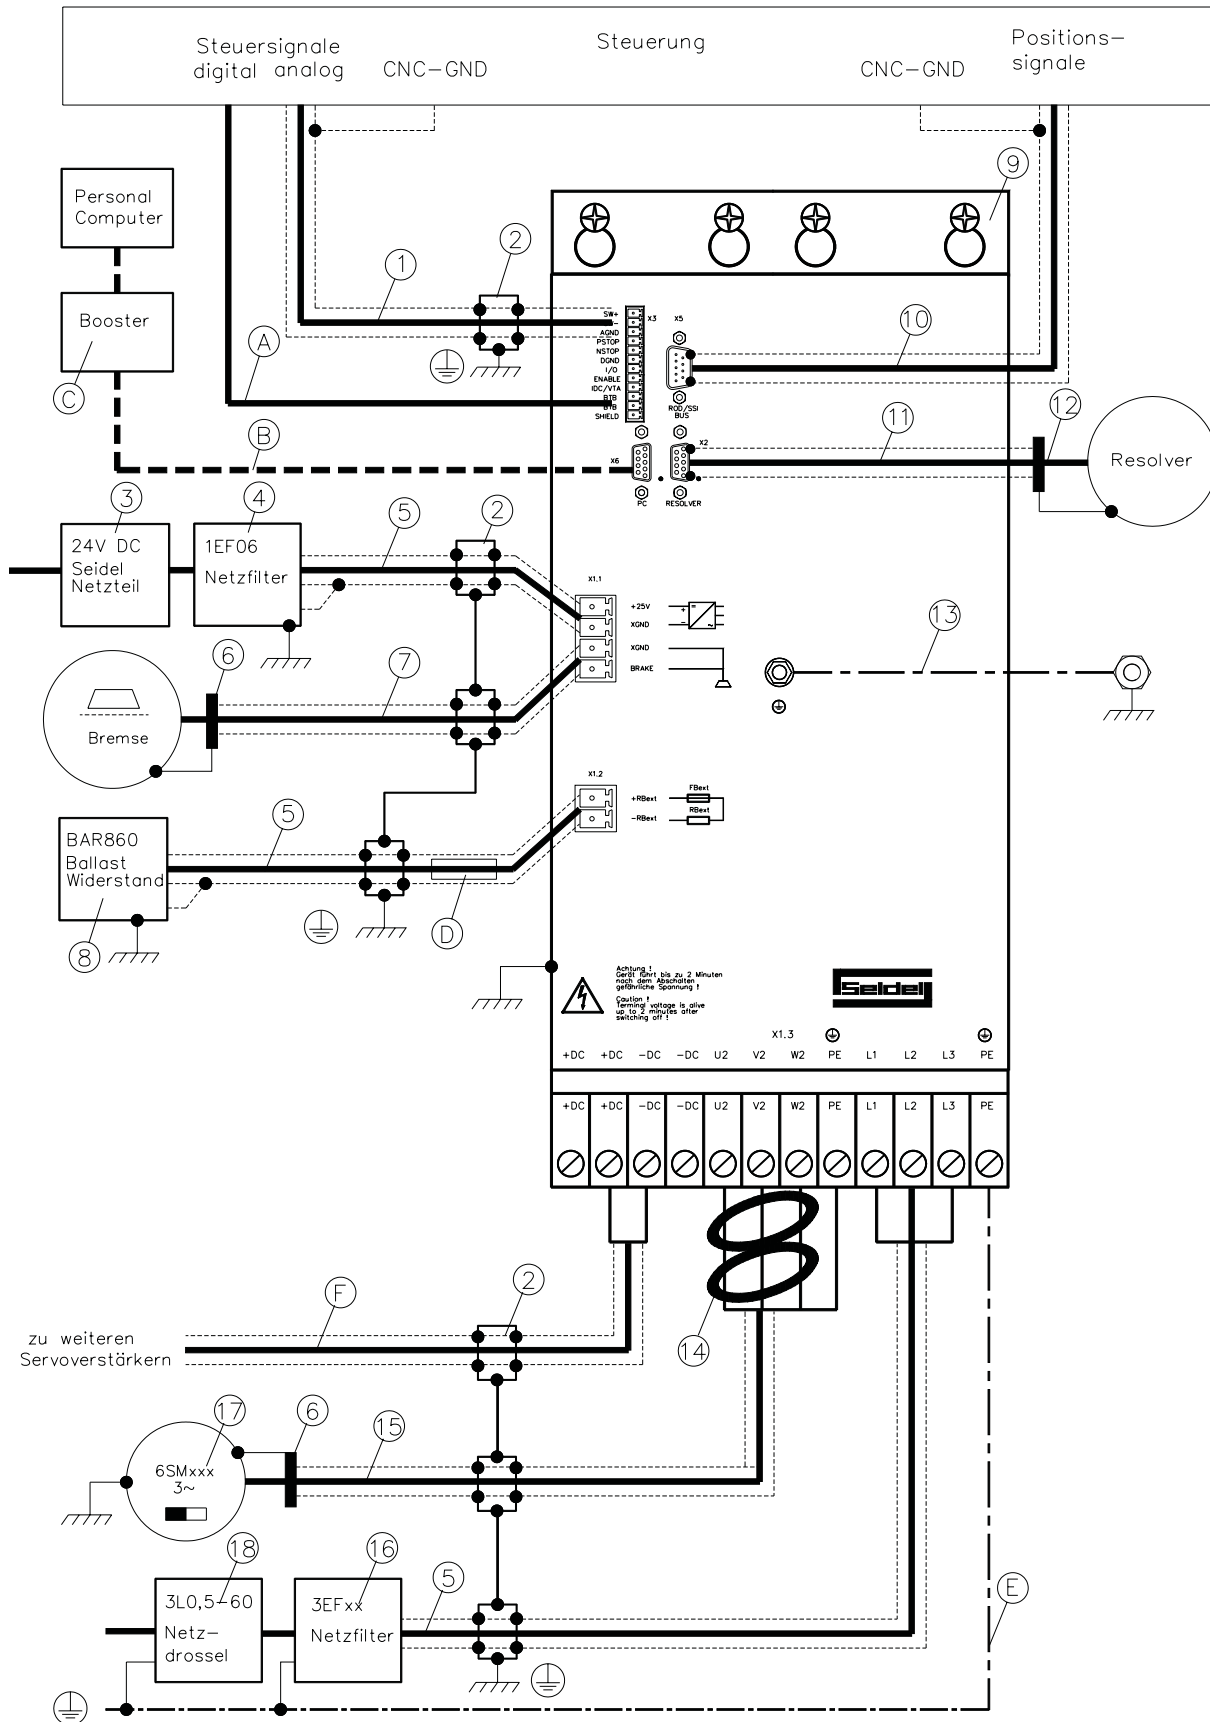 Steuersignale
digital analog
CNC-GND
Steuerung
CNC-GND
Positions-
signale
Personal
Computer
Booster
C
A
B
1
2
9
10
11
12
SW+
-
AGND
PSTOP
NSTOP
DGND
I/O
ENABLE
IDC/VTA
BTB
BTB
SHIELD
X3
X5
ROD/SSI
BUS
X6
X2
PC
RESOLVER
Resolver
3
4
5
2
24V DC
Seidel
Netzteil
1EF06
Netzfilter
X1.1
+25V
XGND
XGND
BRAKE
+
-
=
~
13
6
7
Bremse
X1.2
+RBext
-RBext
FBext
RBext
BAR860
Ballast
Widerstand
5
8
D
Achtung !
Gerät führt bis zu 2 Minuten
nach dem Abschalten
gefährliche Spannung !
Caution !
Terminal voltage is alive
up to 2 minutes after
switching off !
Seidel
X1.3
+DC +DC -DC -DC U2 V2 W2 PE L1 L2 L3 PE
+DC +DC -DC -DC U2 V2 W2 PE L1 L2 L3 PE
F
2
14
zu weiteren
Servoverstärkern
17
6
15
6SMxxx
3~
18
16
5
E
3L0,5-60
Netz-
drossel
3EFxx
Netzfilter